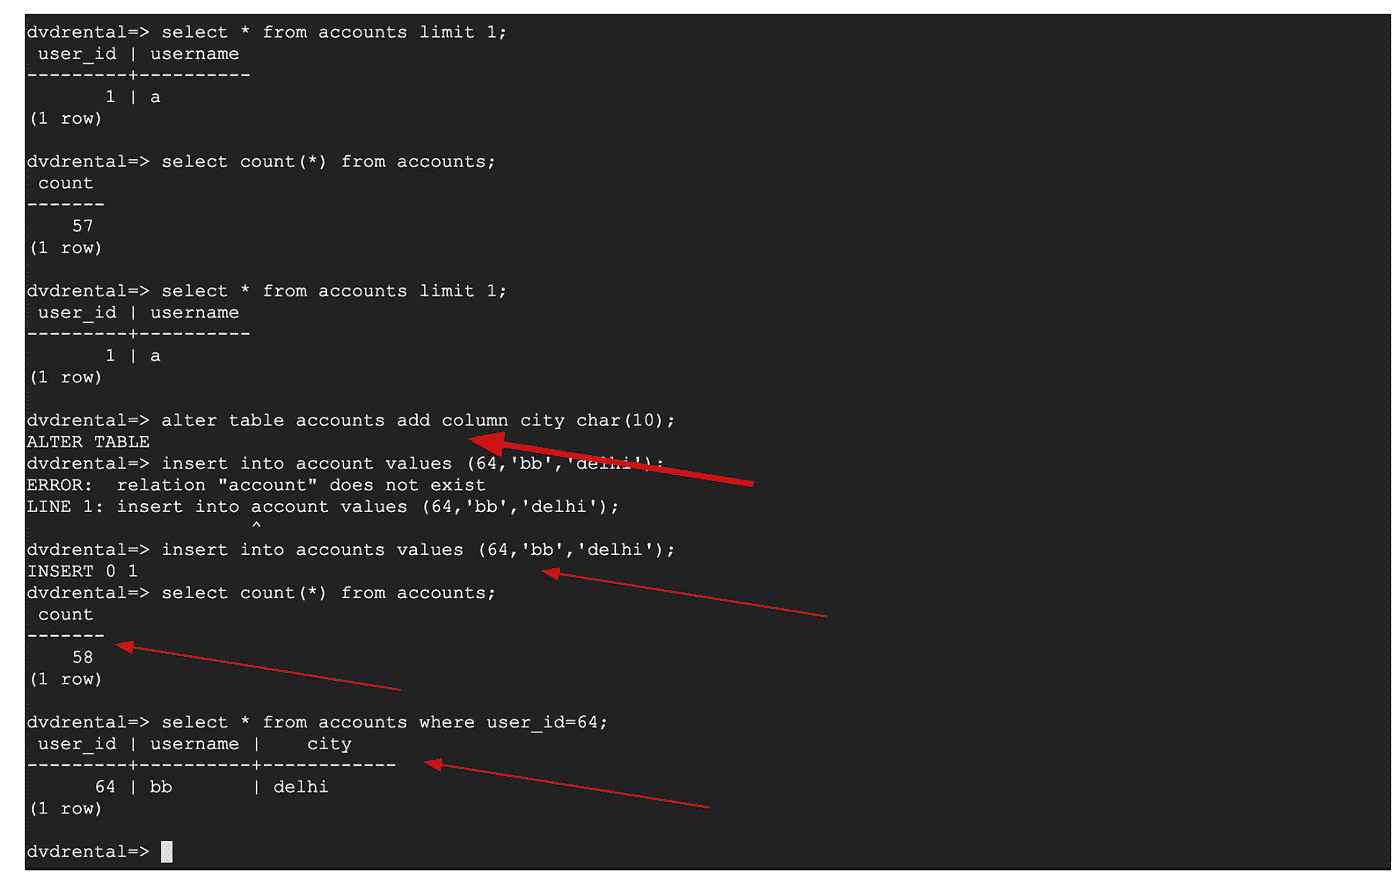 dvdrental=> select * from accounts limit 1;
 user_id | username
---------+----------
       1 | a
(1 row)

dvdrental=> select count(*) from accounts;
 count
-------
    57
(1 row)

dvdrental=> select * from accounts limit 1;
 user_id | username
---------+----------
       1 | a
(1 row)

dvdrental=> alter table accounts add column city char(10);
ALTER TABLE
dvdrental=> insert into account values (64,'bb','delhi');
ERROR:  relation "account" does not exist
LINE 1: insert into account values (64,'bb','delhi');
                    ^
dvdrental=> insert into accounts values (64,'bb','delhi');
INSERT 0 1
dvdrental=> select count(*) from accounts;
 count
-------
    58
(1 row)

dvdrental=> select * from accounts where user_id=64;
 user_id | username |    city
---------+----------+------------
      64 | bb       | delhi
(1 row)

dvdrental=>